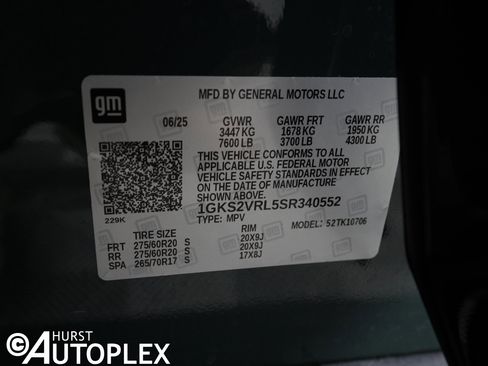 gm
MFD BY GENERAL MOTORS LLC
06/25 GVWR GAWR FRT GAWR RR
3447 KG 1678 KG 1950 KG
7600 LB 3700 LB 4300 LB
THIS VEHICLE CONFORMS TO ALL
APPLICABLE U.S. FEDERAL MOTOR
VEHICLE SAFETY STANDARDS IN EFFECT
ON THE DATE OF MANUFACTURE
SHOWN ABOVE.
1GKS2VRL5SR340552
229K
TYPE: MPV MODEL: 52TK10706
TIRE SIZE RIM
FRT 275/60R20 S 20X9J
RR 275/60R20 S 20X9J
SPA 265/70R17 S 17X8J
© HURST
AUTOPLEX